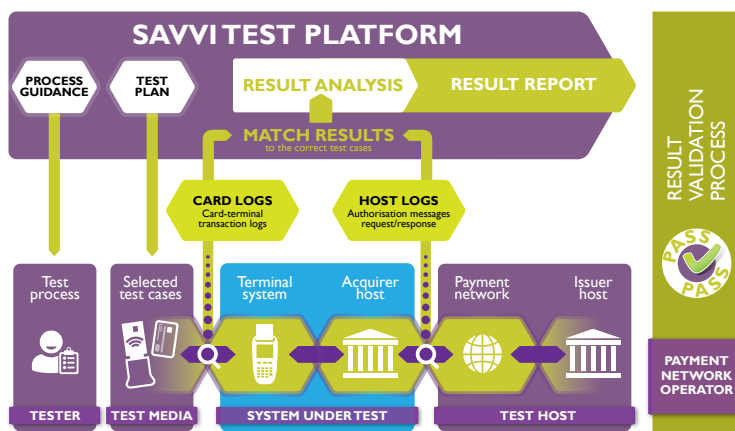 SAVVI TEST PLATFORM
PROCESS
GUIDANCE
TEST
PLAN
RESULT ANALYSIS
RESULT REPORT
MATCH RESULTS
to the correct test cases
CARD LOGS
Card-terminal
transaction logs
HOST LOGS
Authorisation messages
request/response
Test
process
Selected
test cases
Terminal
system
Acquirer
host
Payment
network
Issuer
host
TESTER
TEST MEDIA
SYSTEM UNDER TEST
TEST HOST
RESULT
VALIDATION
PROCESS
PASS
PASS
PAYMENT
NETWORK
OPERATOR